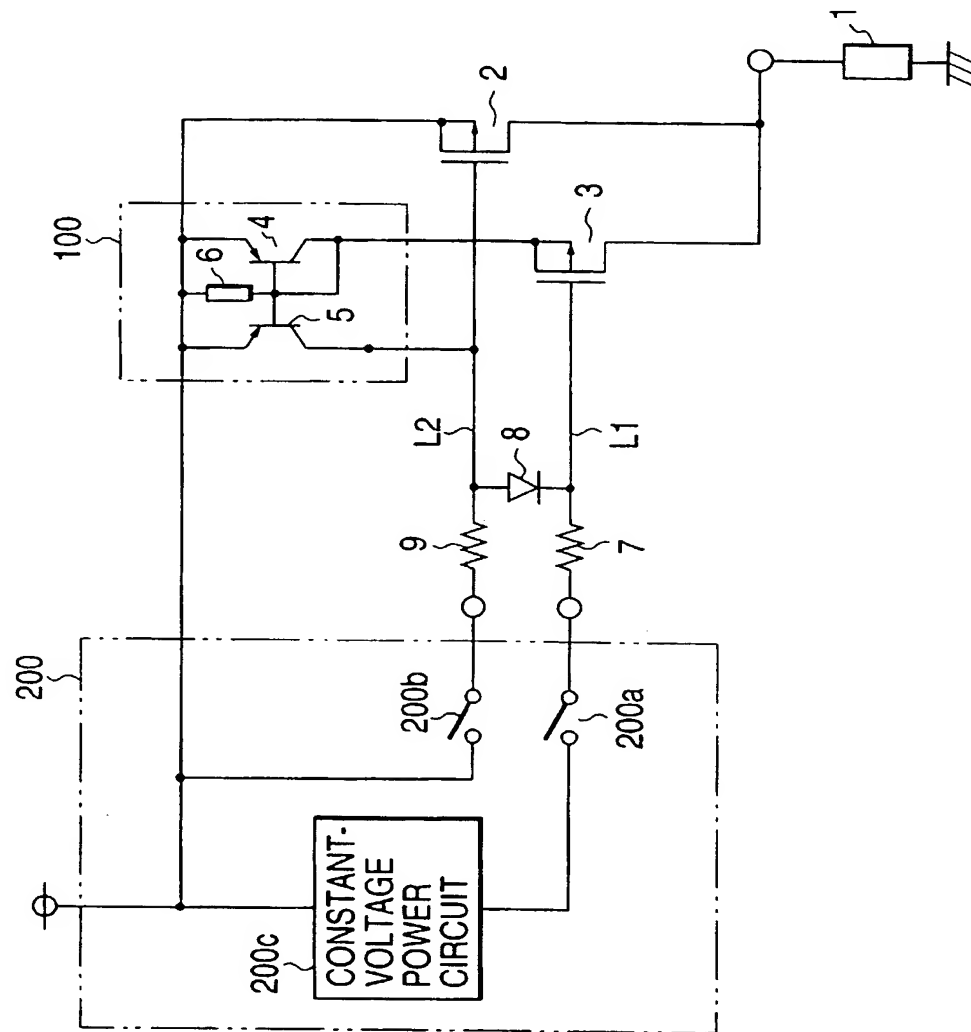 1
2
100
4
6
5
3
L2
8
L1
9
7
200
200b
200a
200c
CONSTANT-
VOLTAGE
POWER
CIRCUIT